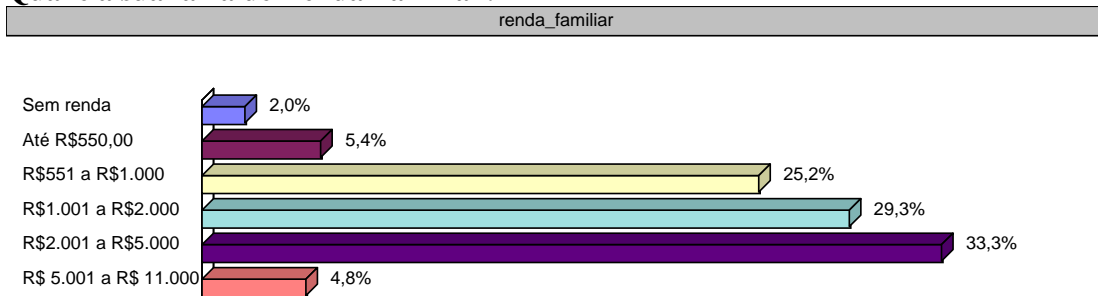 renda_familiar
Sem renda 2,0%
Até R$550,00 5,4%
R$551 a R$1.000 25,2%
R$1.001 a R$2.000 29,3%
R$2.001 a R$5.000 33,3%
R$ 5.001 a R$ 11.000 4,8%